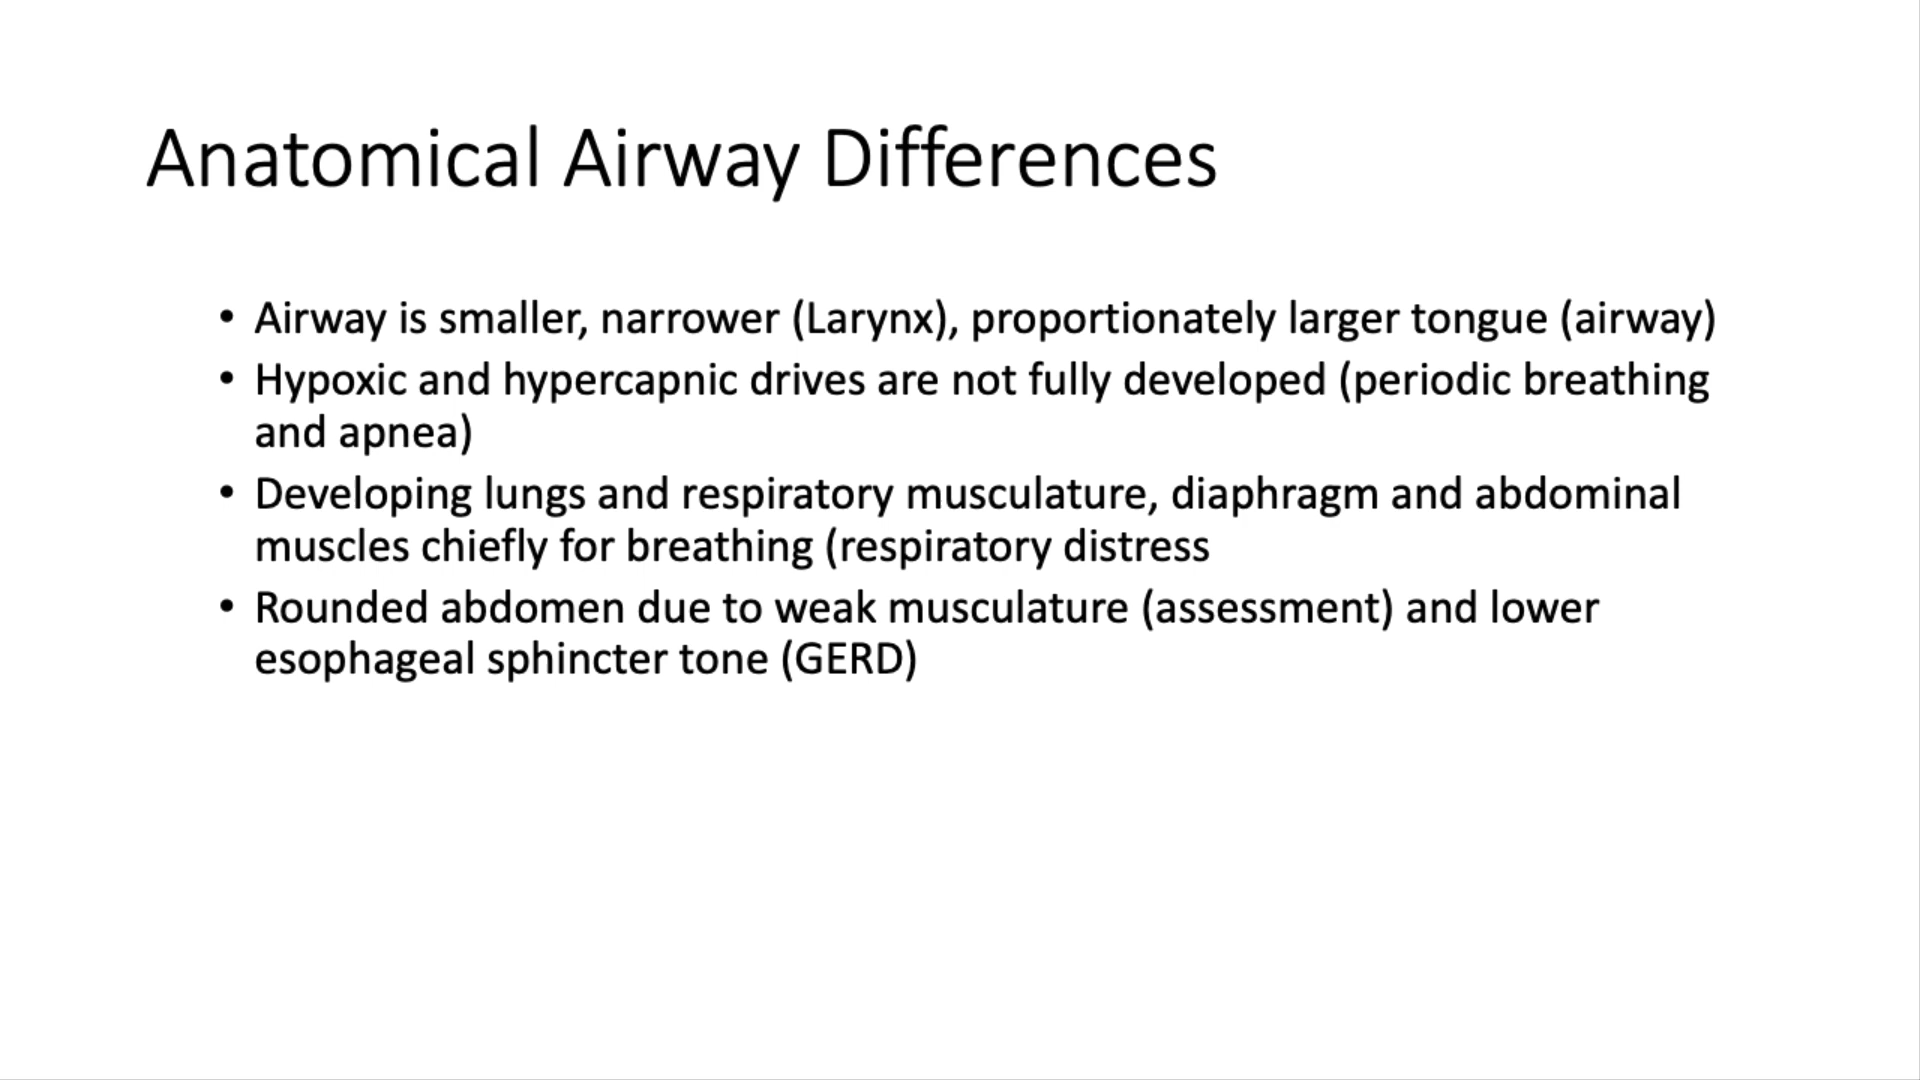 Anatomical Airway Differences
• Airway is smaller, narrower (Larynx), proportionately larger tongue (airway)
• Hypoxic and hypercapnic drives are not fully developed (periodic breathing
and apnea)
• Developing lungs and respiratory musculature, diaphragm and abdominal
muscles chiefly for breathing (respiratory distress
• Rounded abdomen due to weak musculature (assessment) and lower
esophageal sphincter tone (GERD)